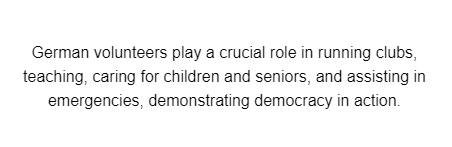 German volunteers play a crucial role in running clubs,
teaching, caring for children and seniors, and assisting in
emergencies, demonstrating democracy in action.